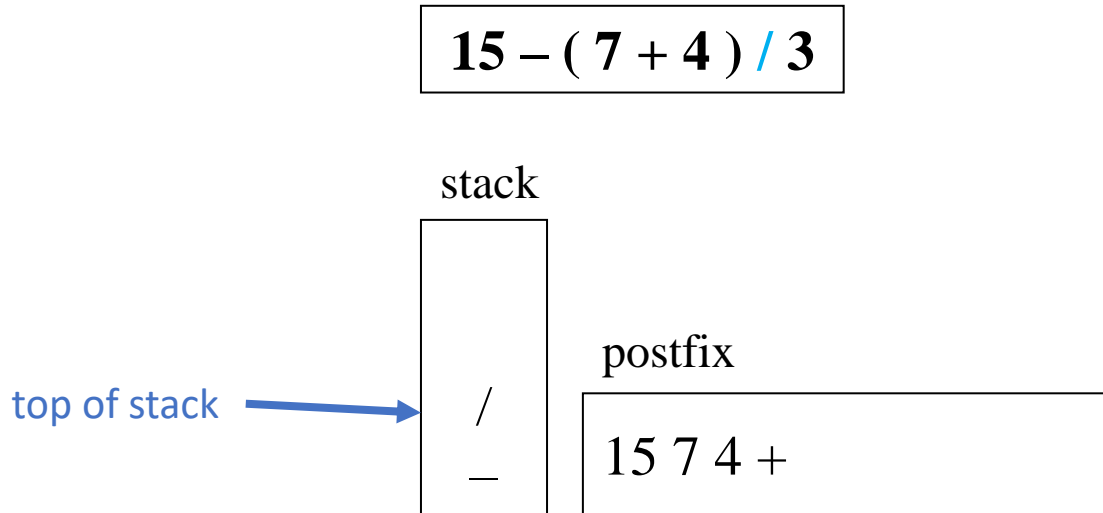 15 – ( 7 + 4 ) / 3
stack
postfix
top of stack
/
–
15 7 4 +